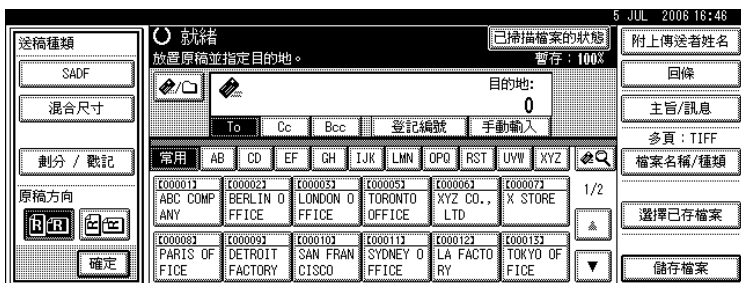 5 JUL 2006 16:46
送稿種類
SADF
混合尺寸
劃分 / 戳記
原稿方向
R R
R R
確定
就緒
已掃描檔案的狀態
放置原稿並指定目的地。
暫存:100%
目的地:
0
To Cc Bcc 登記編號 手動輸入
常用 AB CD EF GH IJK LMN OPQ RST UVW XYZ
[00001] [00002] [00003] [00005] [00006] [00007]
ABC COMP BERLIN O LONDON O TORONTO XYZ CO., X STORE
ANY FFICE FFICE OFFICE LTD
[00008] [00009] [00010] [00011] [00012] [00013]
PARIS OF DETROIT SAN FRAN SYDNEY O LA FACTO TOKYO OF
FICE FACTORY CISCO FFICE RY FICE
1/2
附上傳送者姓名
回條
主旨/訊息
多頁:TIFF
檔案名稱/種類
選擇已存檔案
儲存檔案